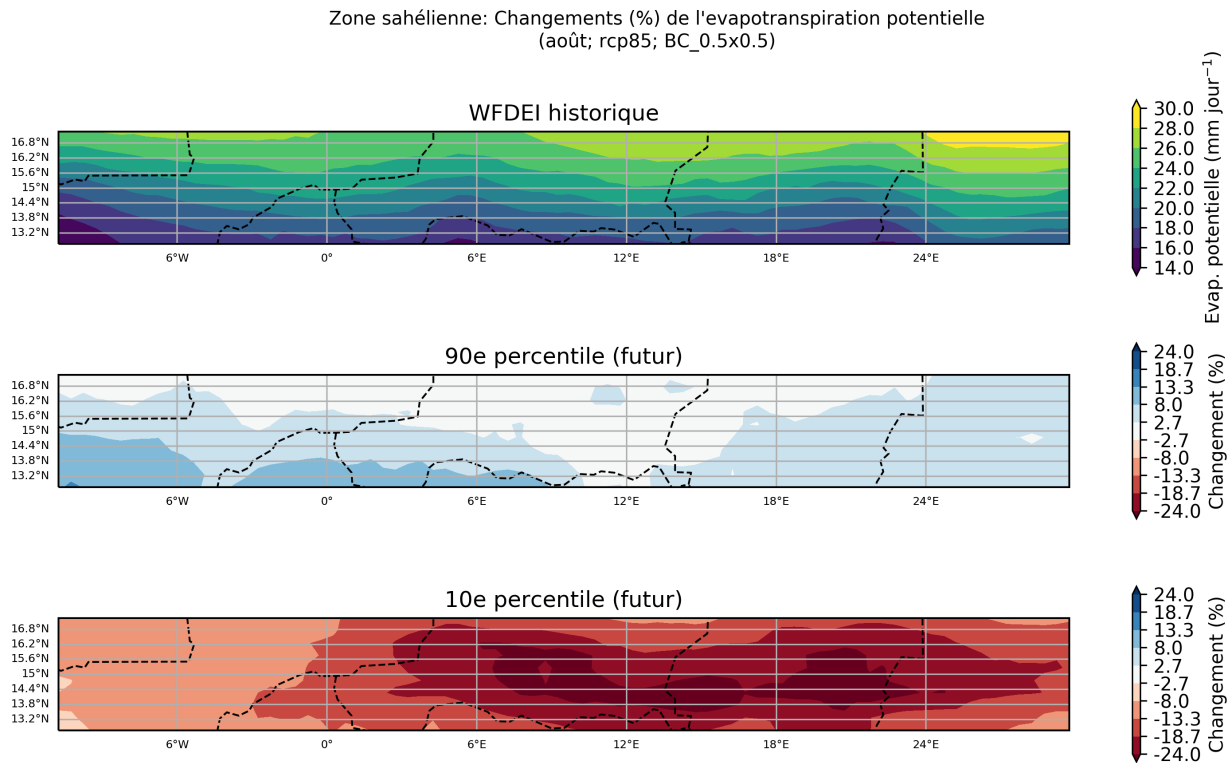 Zone sahélienne: Changements (%) de l'evapotranspiration potentielle
(août; rcp85; BC_0.5x0.5)
WFDEI historique
16.8°N
16.2°N
15.6°N
15°N
14.4°N
13.8°N
13.2°N
6°W 0° 6°E 12°E 18°E 24°E
30.0
28.0
26.0
24.0
22.0
20.0
18.0
16.0
14.0
Evap. potentielle (mm jour⁻¹)
90e percentile (futur)
16.8°N
16.2°N
15.6°N
15°N
14.4°N
13.8°N
13.2°N
6°W 0° 6°E 12°E 18°E 24°E
24.0
18.7
13.3
8.0
2.7
-2.7
-8.0
-13.3
-18.7
-24.0
Changement (%)
10e percentile (futur)
16.8°N
16.2°N
15.6°N
15°N
14.4°N
13.8°N
13.2°N
6°W 0° 6°E 12°E 18°E 24°E
24.0
18.7
13.3
8.0
2.7
-2.7
-8.0
-13.3
-18.7
-24.0
Changement (%)